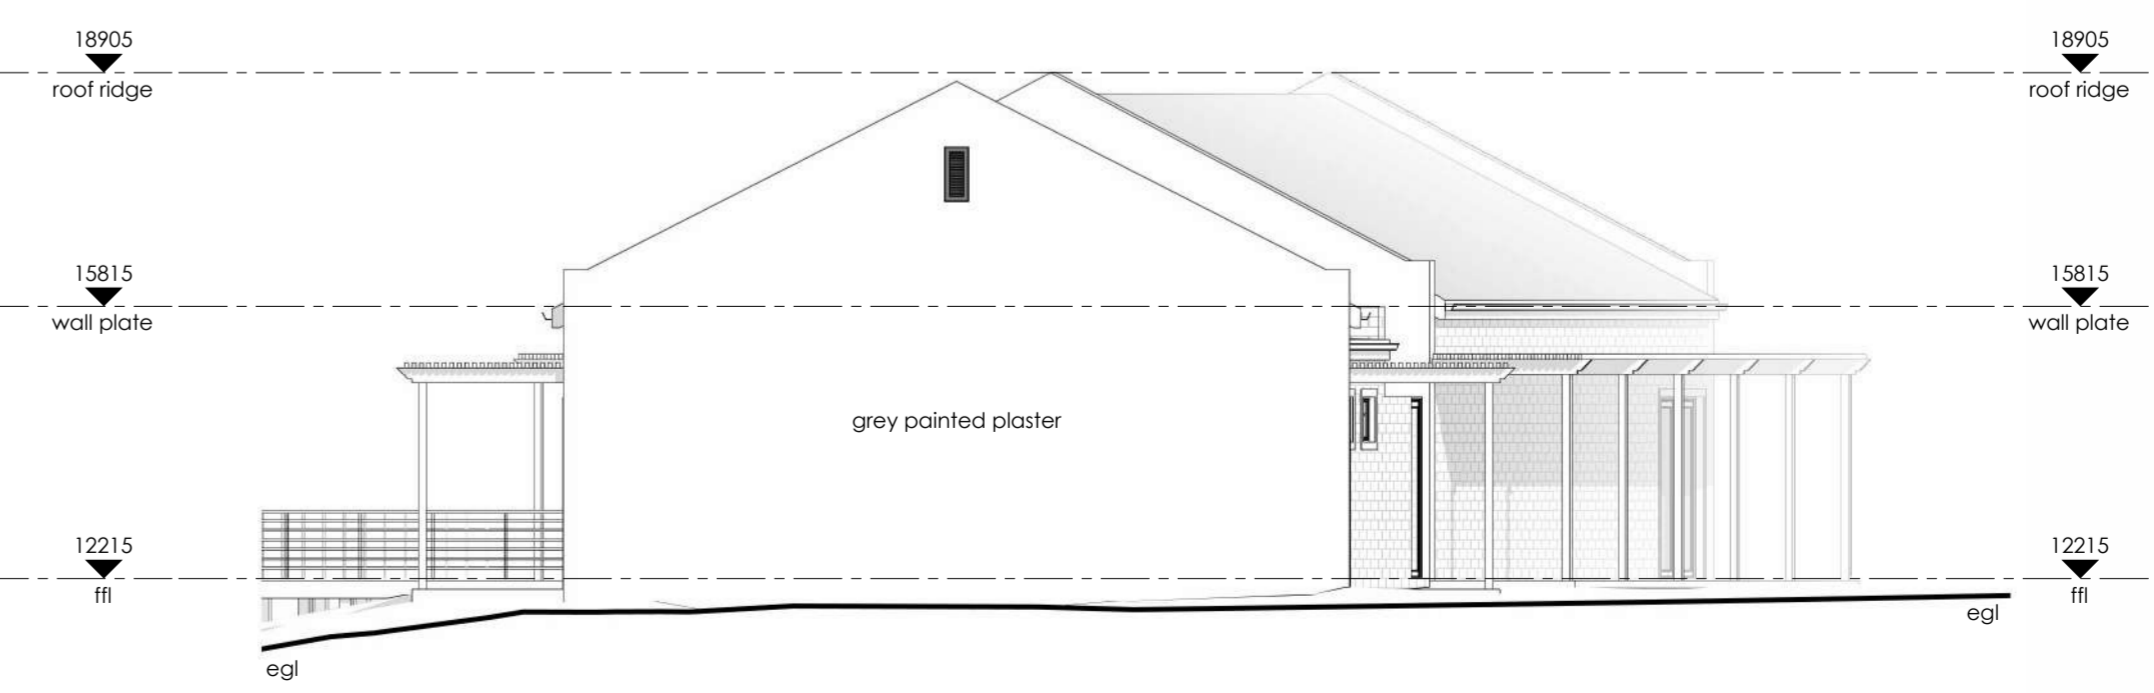 18905
18905
roof ridge
roof ridge
15815
15815
wall plate
wall plate
grey painted plaster
12215
12215
ffl
ffl
egl
egl